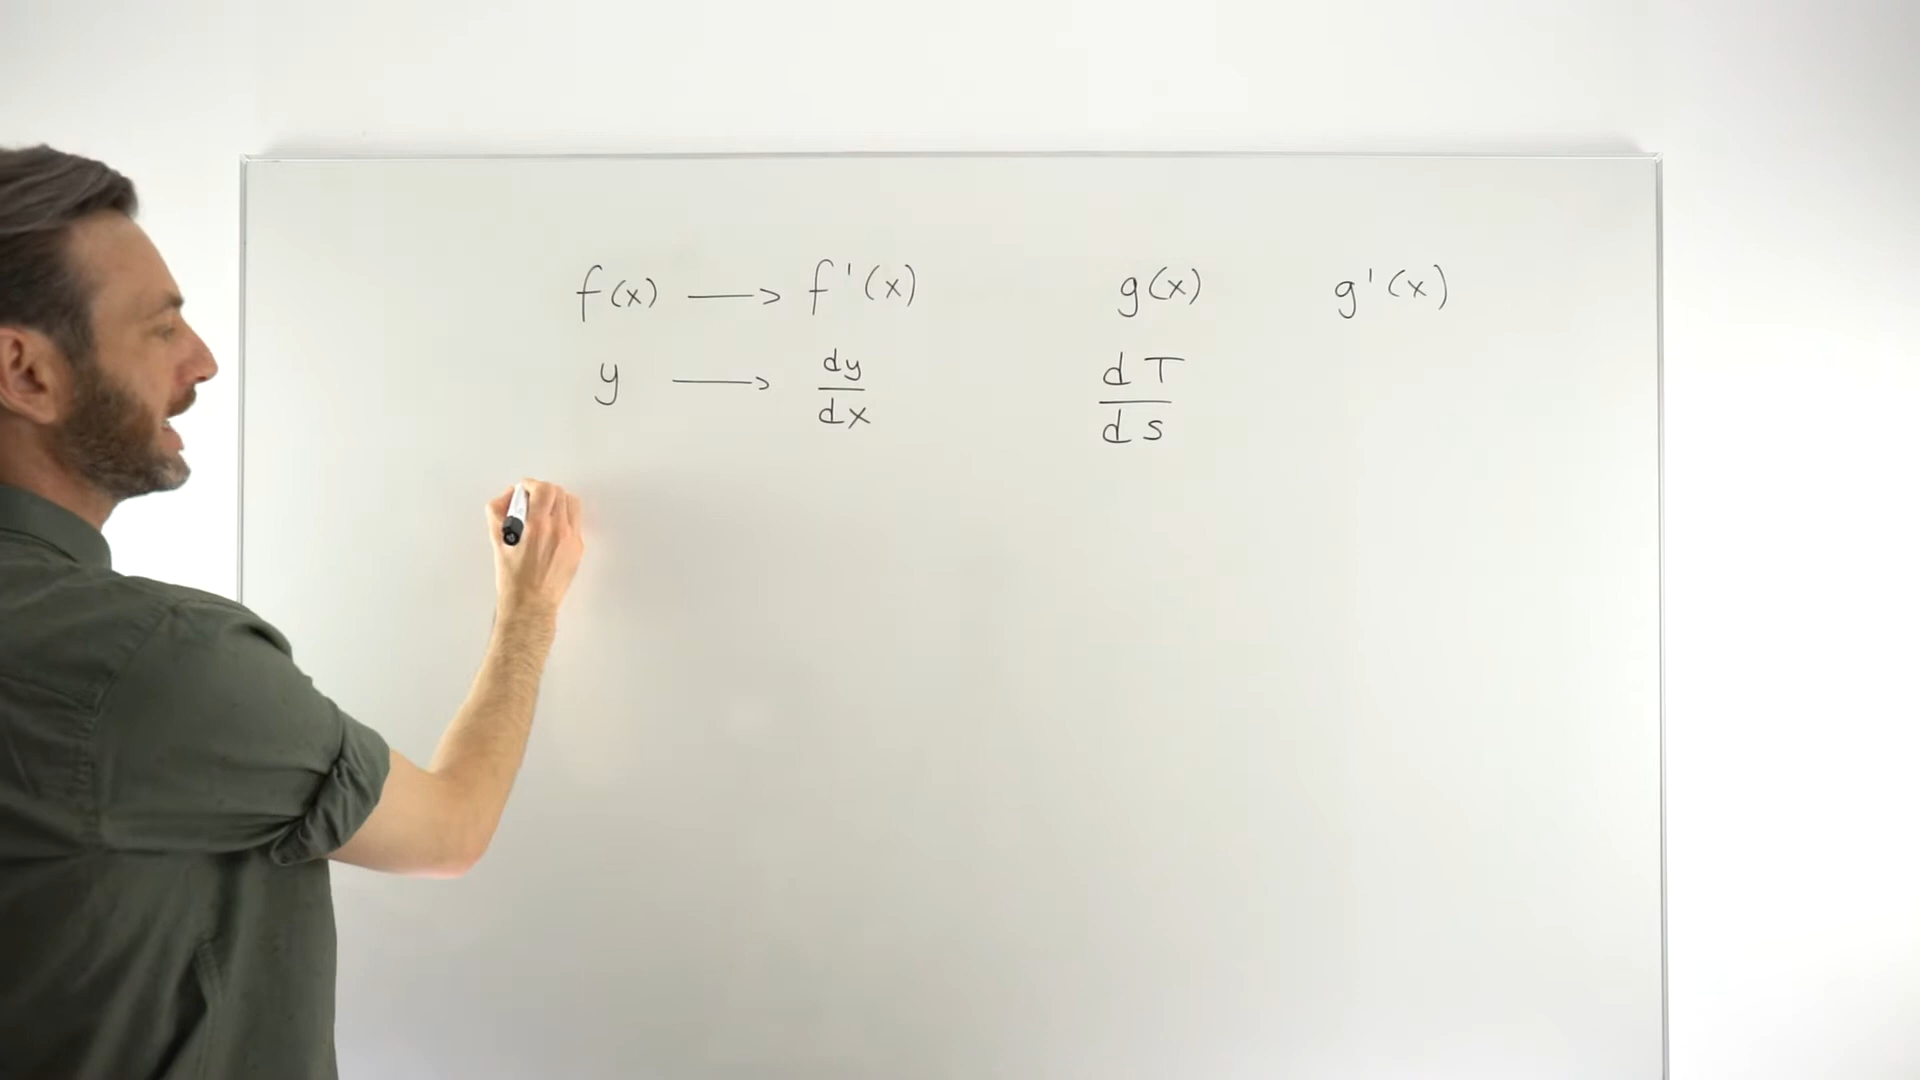 f(x) ⟶ f'(x) g(x) g'(x)
y ⟶ dy/dx dT/ds